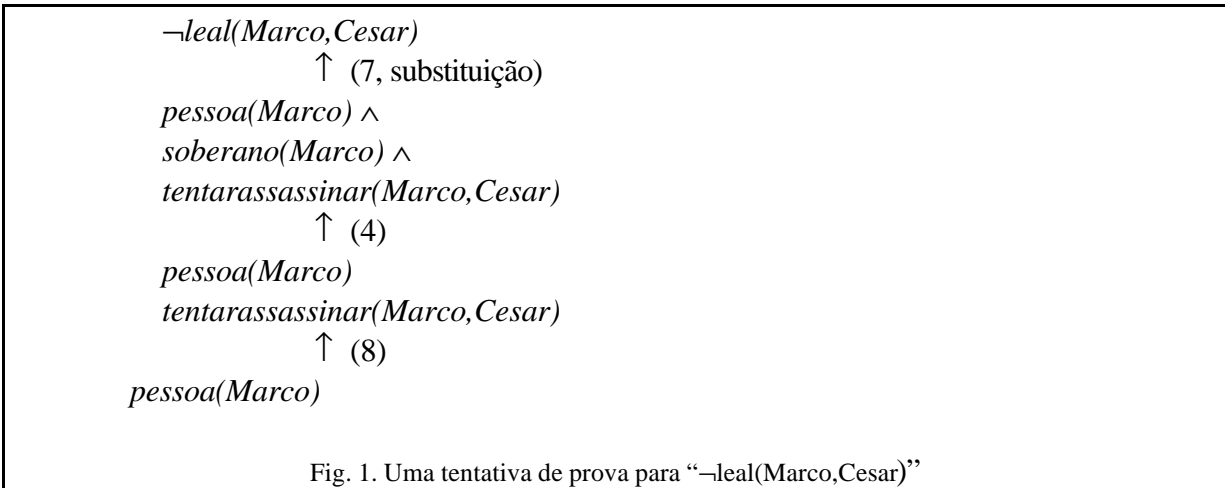 ¬leal(Marco,Cesar)
↑ (7, substituição)
pessoa(Marco) ∧
soberano(Marco) ∧
tentarassassinar(Marco,Cesar)
↑ (4)
pessoa(Marco)
tentarassassinar(Marco,Cesar)
↑ (8)
pessoa(Marco)
Fig. 1. Uma tentativa de prova para “¬leal(Marco,Cesar)”